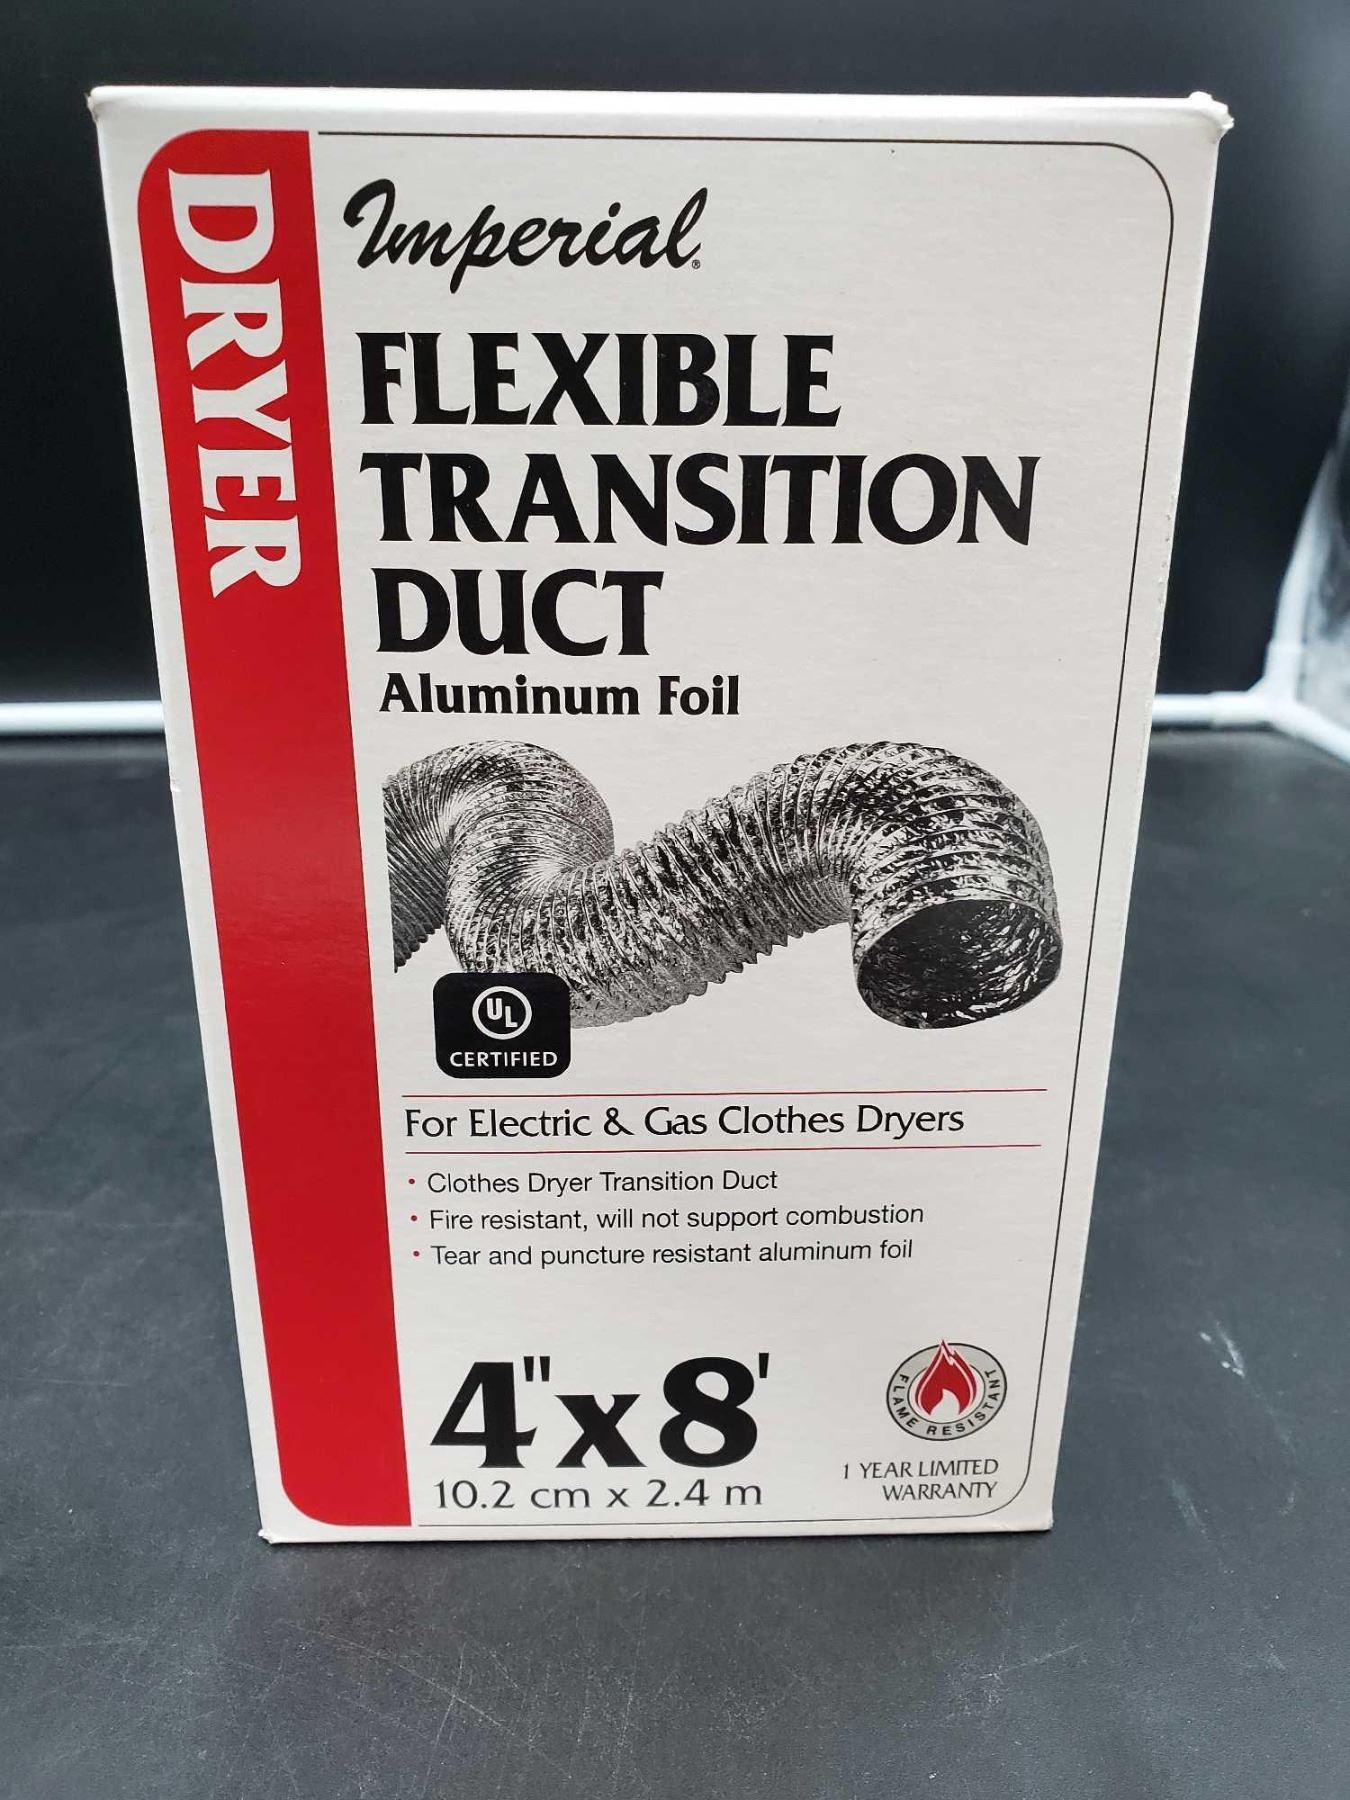 DRYER
Imperial®
FLEXIBLE
TRANSITION
DUCT
Aluminum Foil
UL
CERTIFIED
For Electric & Gas Clothes Dryers
• Clothes Dryer Transition Duct
• Fire resistant, will not support combustion
• Tear and puncture resistant aluminum foil
4"x8'
10.2 cm x 2.4 m
FLAME RESISTANT
1 YEAR LIMITED
WARRANTY